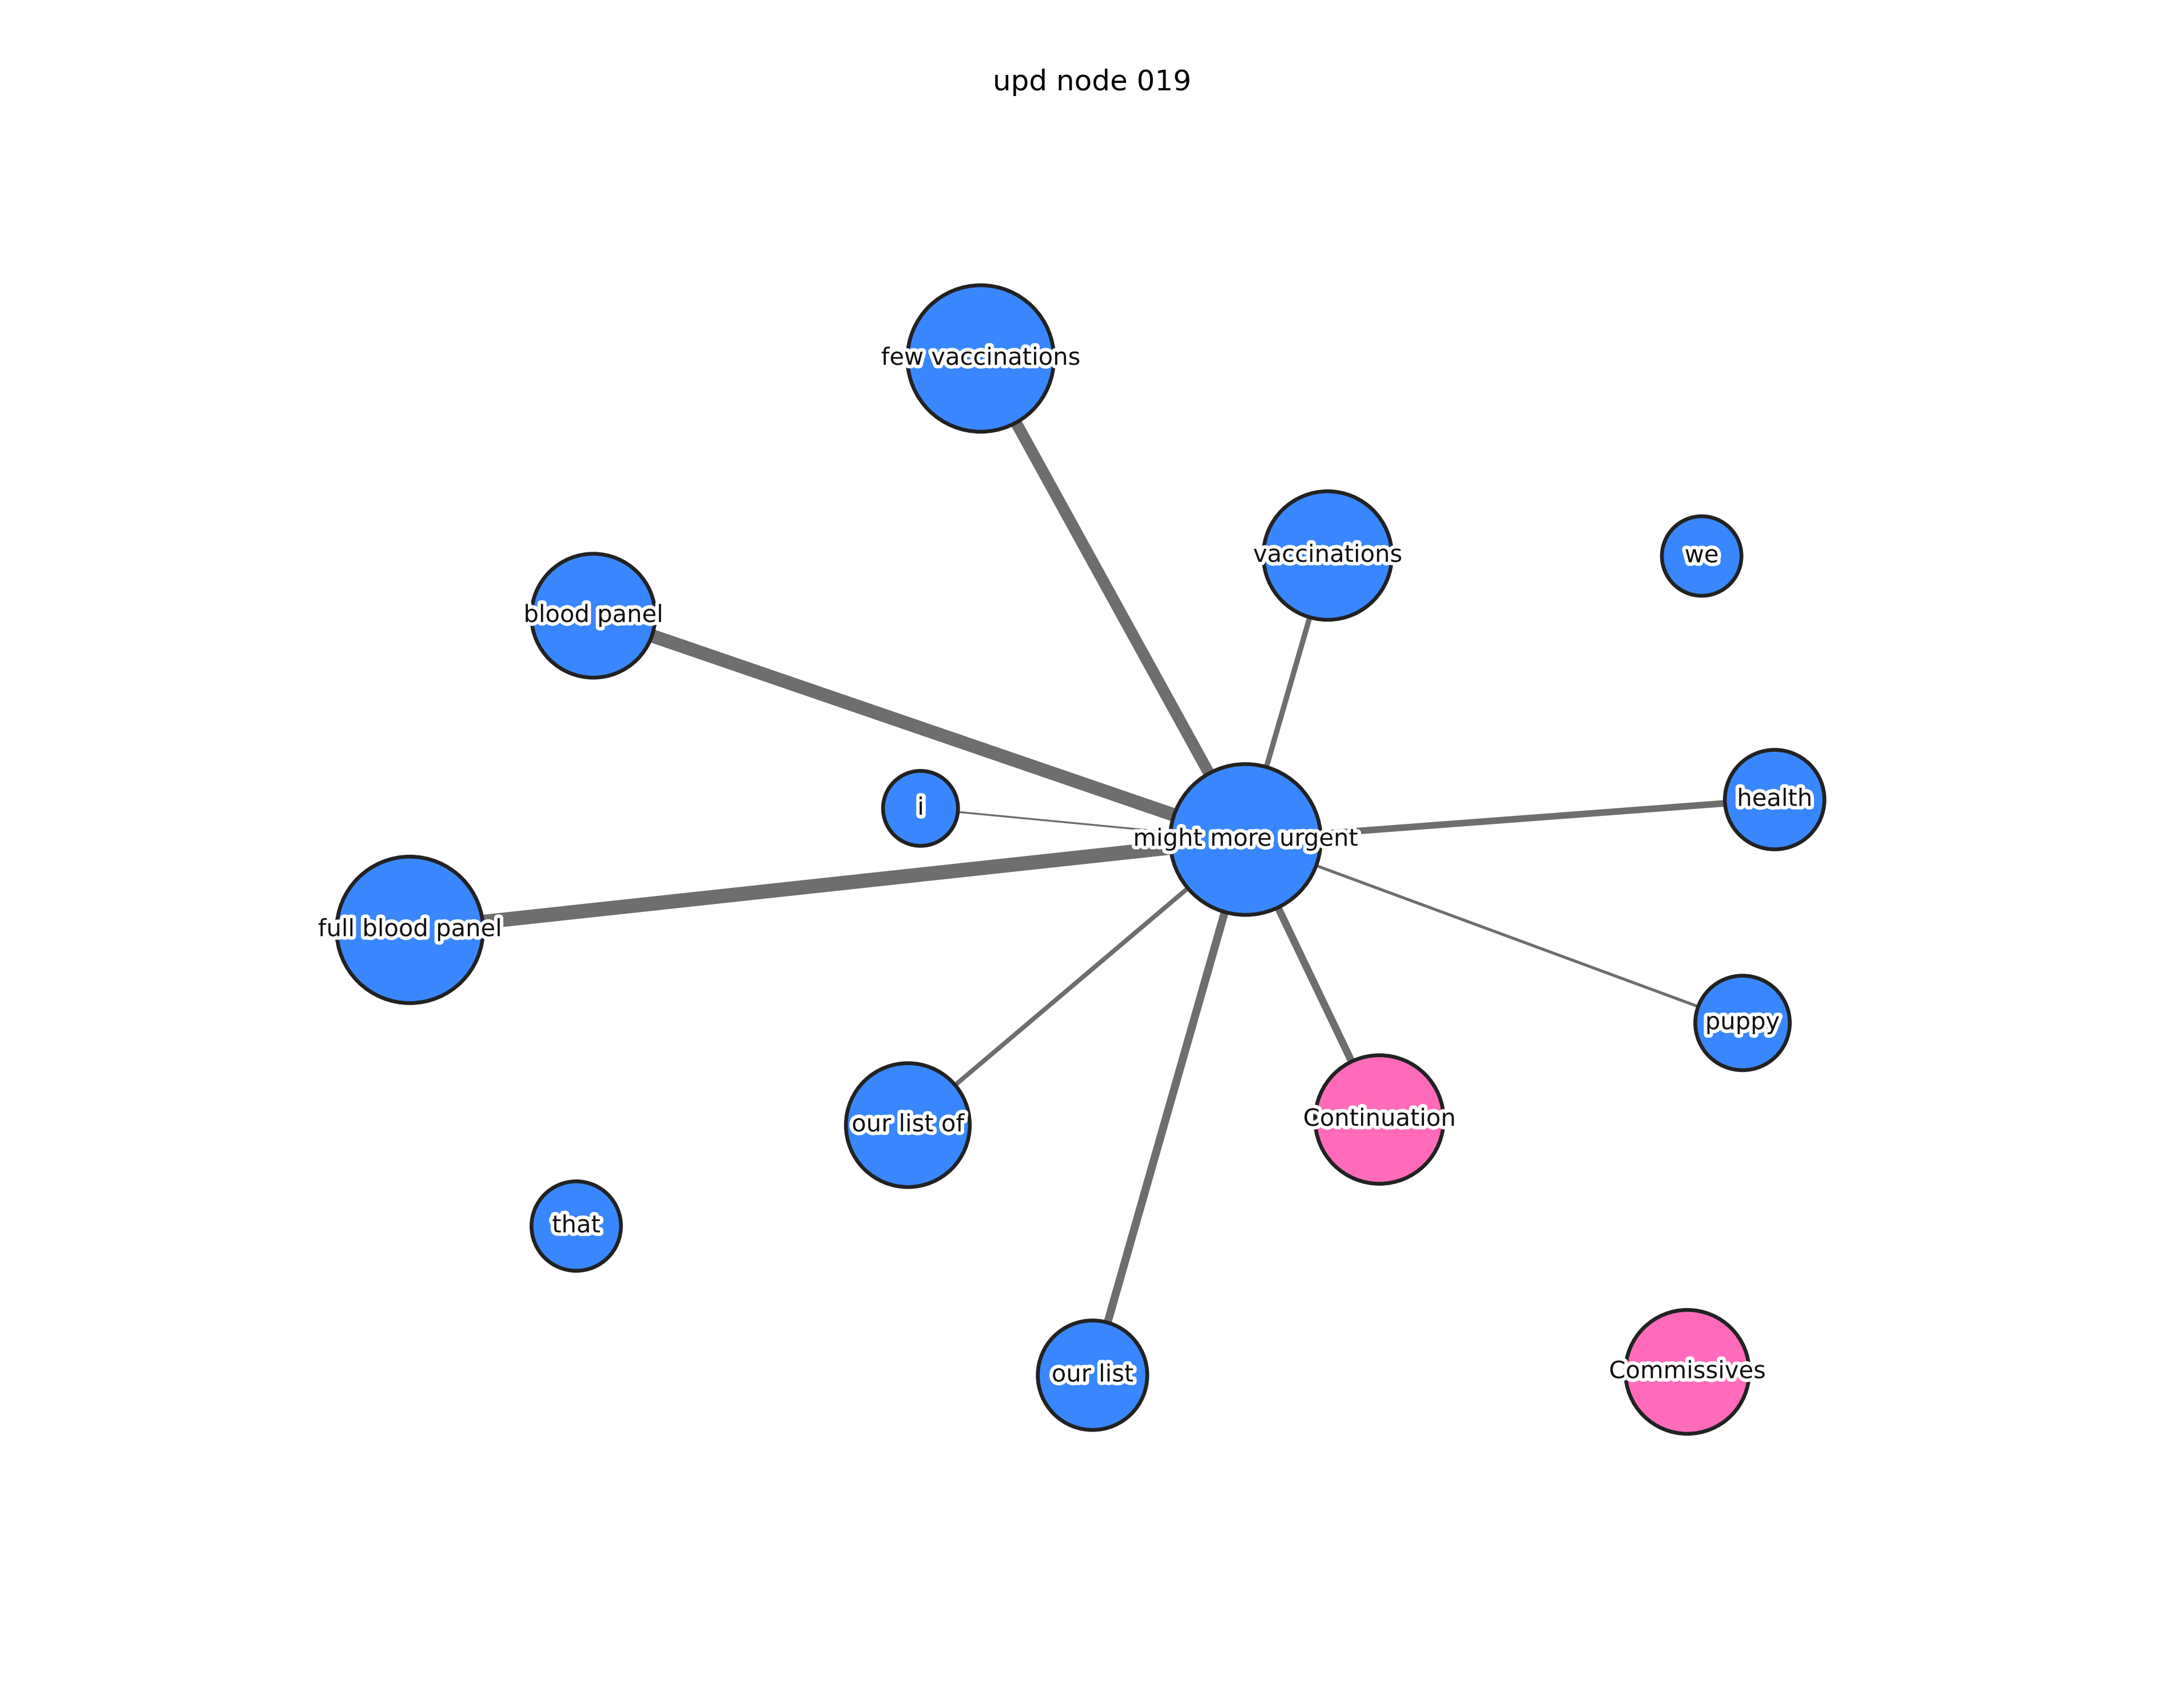 upd node 019
few vaccinations
vaccinations
we
blood panel
health
i
might more urgent
full blood panel
puppy
Continuation
our list of
that
Commissives
our list